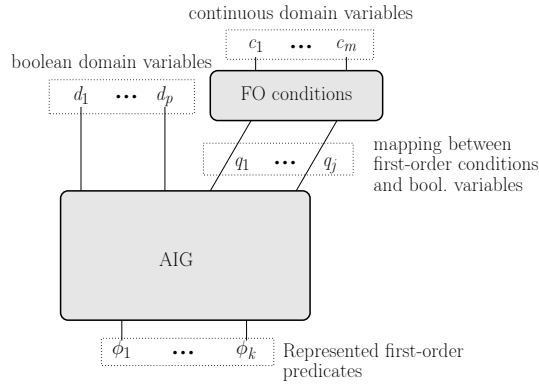 continuous domain variables
c1 ••• cm
boolean domain variables
d1 ••• dp
FO conditions
q1 ••• qj
mapping between
first-order conditions
and bool. variables
AIG
ϕ1 ••• ϕk
Represented first-order
predicates